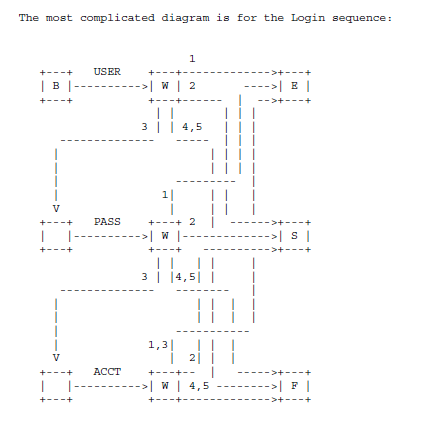 The most complicated diagram is for the Login sequence:
1
USER
B W 2 E
3 4,5
1
V
PASS 2
W S
3 4,5
1,3
V 2
ACCT
W 4,5 F